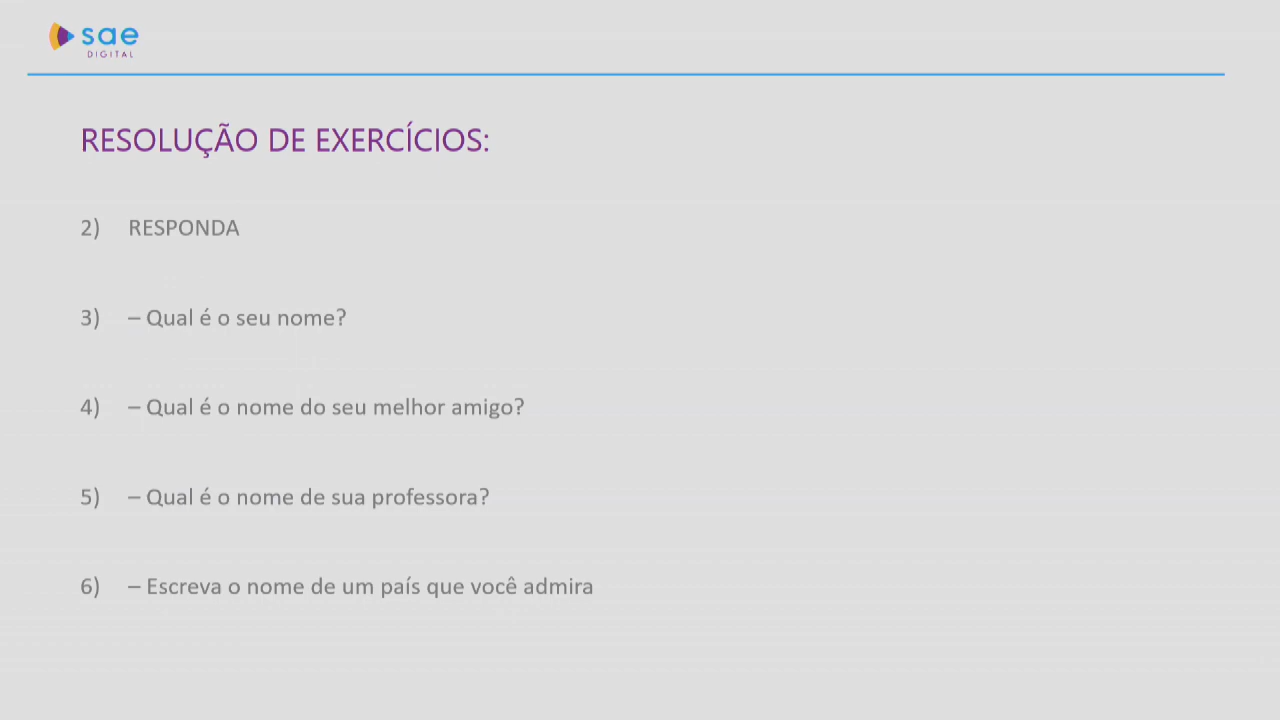 sae
DIGITAL
RESOLUÇÃO DE EXERCÍCIOS:
2) RESPONDA
3) – Qual é o seu nome?
4) – Qual é o nome do seu melhor amigo?
5) – Qual é o nome de sua professora?
6) – Escreva o nome de um país que você admira